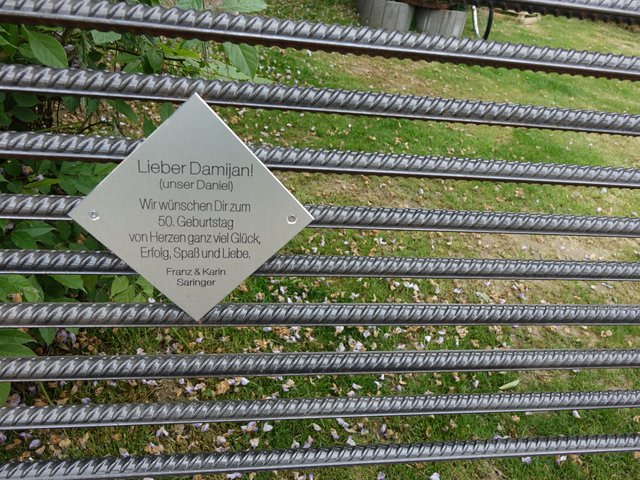 Lieber Damijan!
(unser Daniel)
Wir wünschen Dir zum
50. Geburtstag
von Herzen ganz viel Glück,
Erfolg, Spaß und Liebe.
Franz & Karin
Saringer